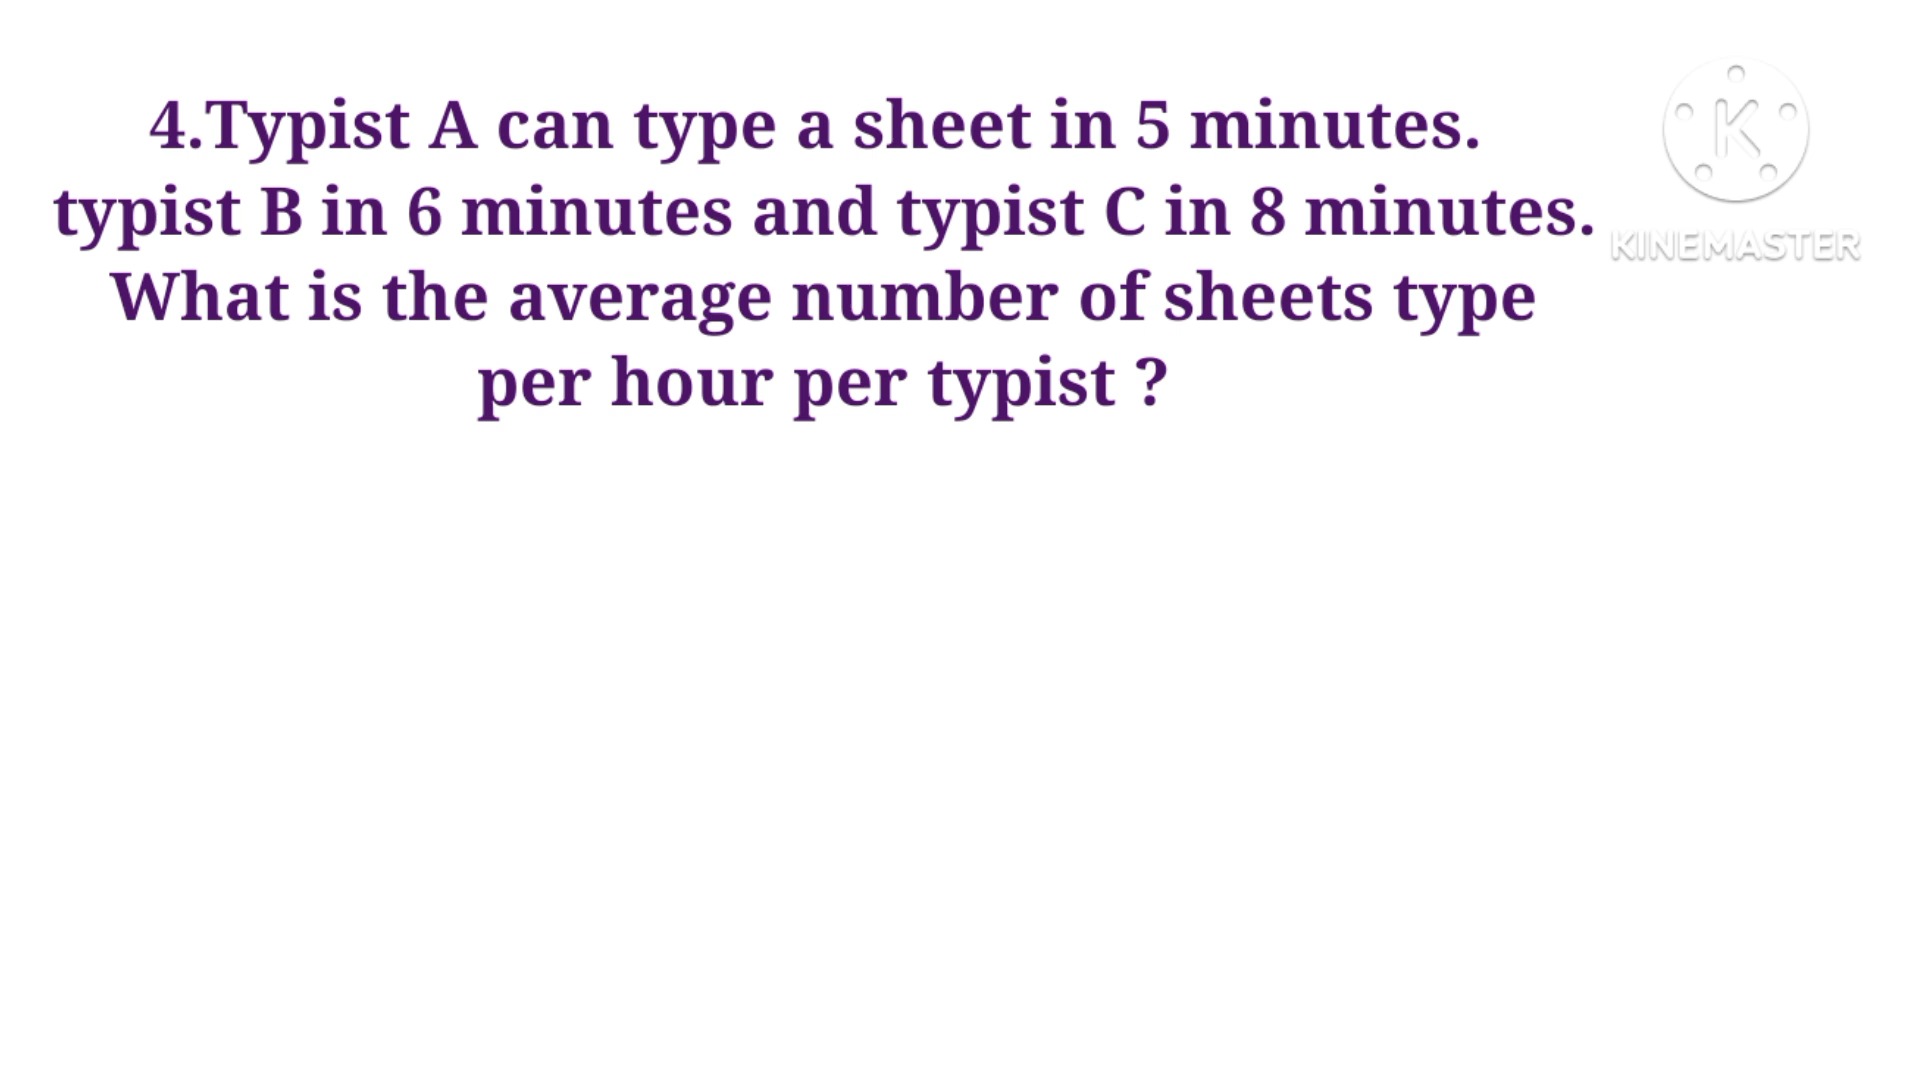 4.Typist A can type a sheet in 5 minutes.
typist B in 6 minutes and typist C in 8 minutes.
What is the average number of sheets type
per hour per typist ?
K
KINEMASTER